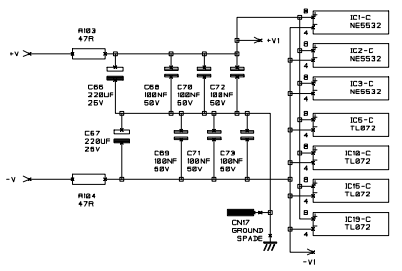 R103
47R
+V
+V1
C66
220UF
25V
C68
100NF
50V
C70
100NF
50V
C72
100NF
50V
C67
220UF
25V
C69
100NF
50V
C71
100NF
50V
C73
100NF
50V
-V
R104
47R
CN17
GROUND
SPADE
-V1
8
IC1-C
NE5532
4
8
IC2-C
NE5532
4
8
IC3-C
NE5532
4
8
IC5-C
TL072
4
8
IC10-C
TL072
4
8
IC15-C
TL072
4
8
IC19-C
TL072
4